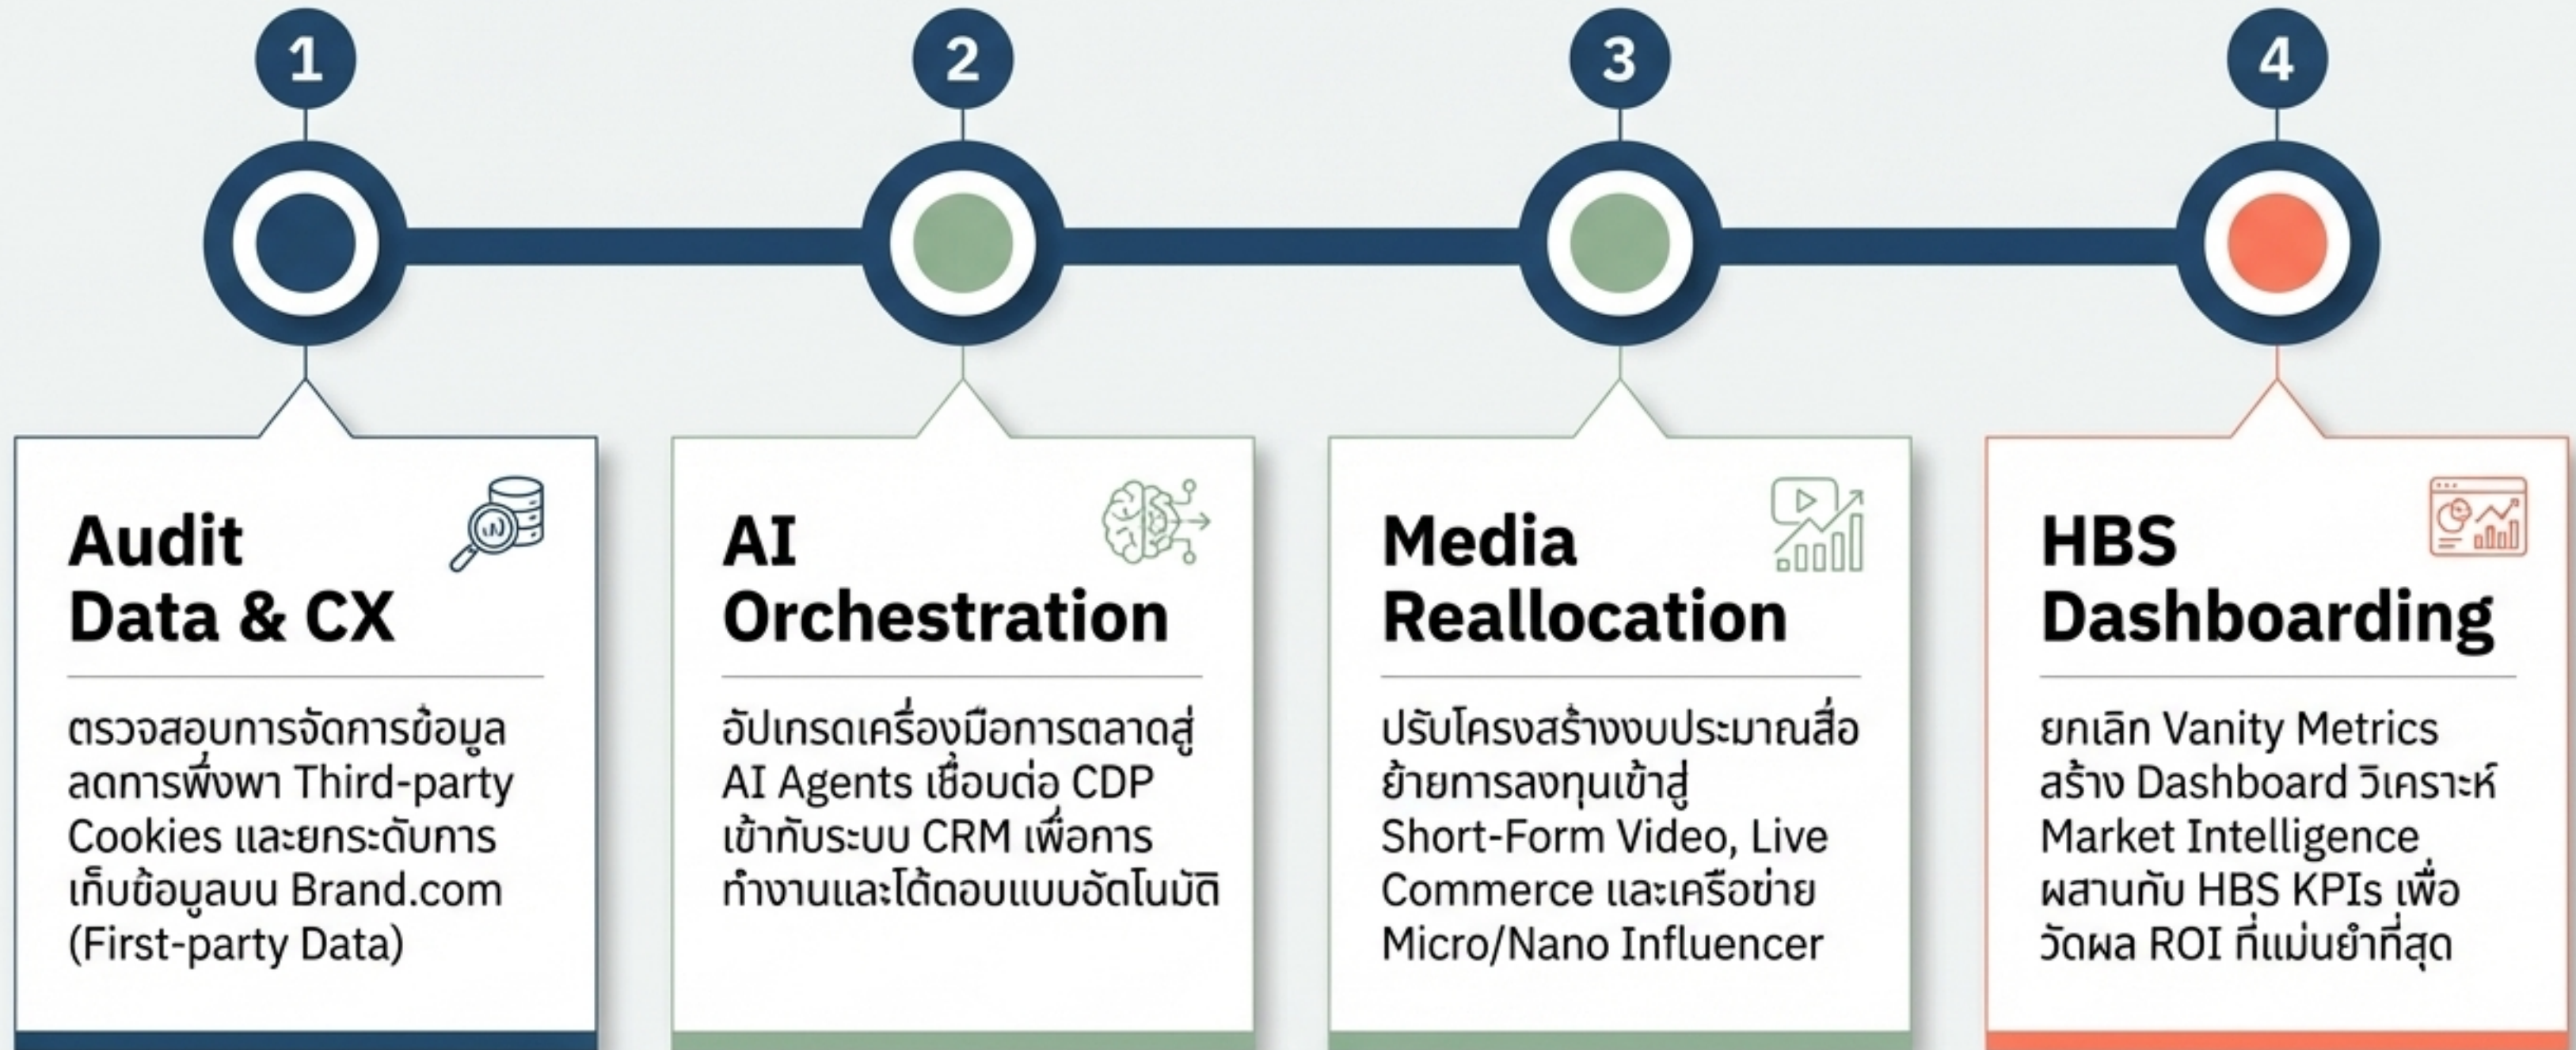 1
2
3
4
Audit
Data & CX
ตรวจสอบการจัดการข้อมูล
ลดการพึ่งพา Third-party
Cookies และยกระดับการ
เก็บข้อมูลบน Brand.com
(First-party Data)
AI
Orchestration
อัปเกรดเครื่องมือการตลาดสู่
AI Agents เชื่อมต่อ CDP
เข้ากับระบบ CRM เพื่อการ
ทำงานและโต้ตอบแบบอัตโนมัติ
Media
Reallocation
ปรับโครงสร้างงบประมาณสื่อ
ย้ายการลงทุนเข้าสู่
Short-Form Video, Live
Commerce และเครือข่าย
Micro/Nano Influencer
HBS
Dashboarding
ยกเลิก Vanity Metrics
สร้าง Dashboard วิเคราะห์
Market Intelligence
ผสานกับ HBS KPIs เพื่อ
วัดผล ROI ที่แม่นยำที่สุด